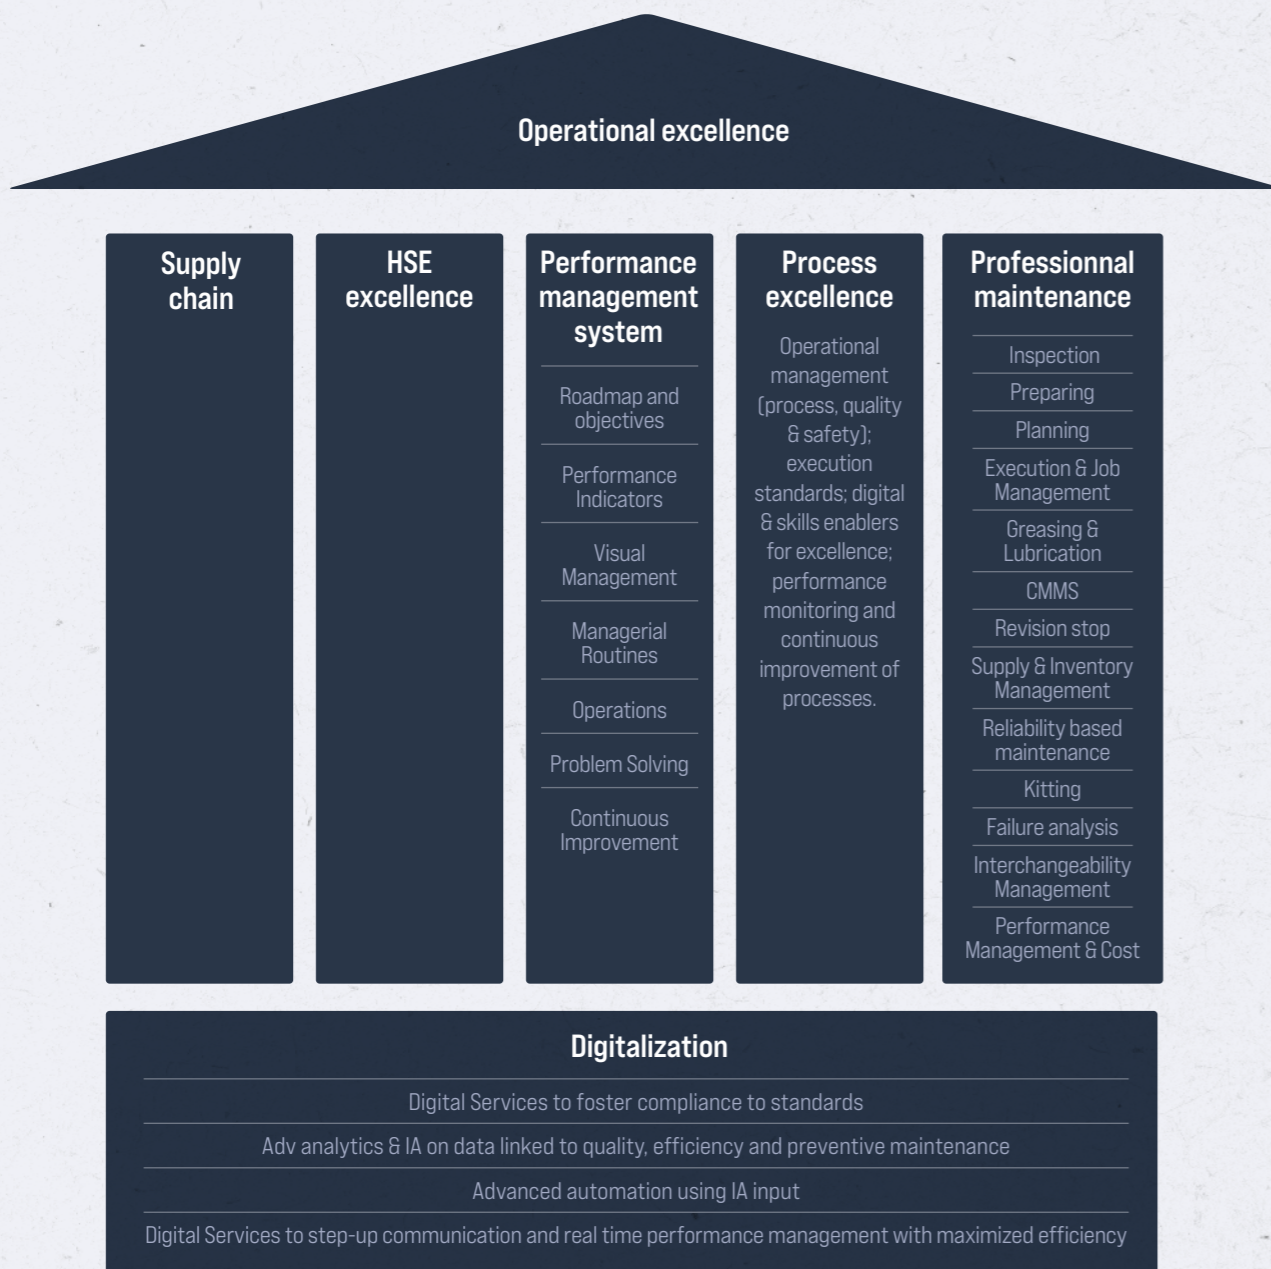 Operational excellence
Supply
chain
HSE
excellence
Performance
management
system
Roadmap and
objectives
Performance
Indicators
Visual
Management
Managerial
Routines
Operations
Problem Solving
Continuous
Improvement
Process
excellence
Operational
management
(process, quality
& safety);
execution
standards; digital
& skills enablers
for excellence;
performance
monitoring and
continuous
improvement of
processes.
Professionnal
maintenance
Inspection
Preparing
Planning
Execution & Job
Management
Greasing &
Lubrication
CMMS
Revision stop
Supply & Inventory
Management
Reliability based
maintenance
Kitting
Failure analysis
Interchangeability
Management
Performance
Management & Cost
Digitalization
Digital Services to foster compliance to standards
Adv analytics & IA on data linked to quality, efficiency and preventive maintenance
Advanced automation using IA input
Digital Services to step-up communication and real time performance management with maximized efficiency